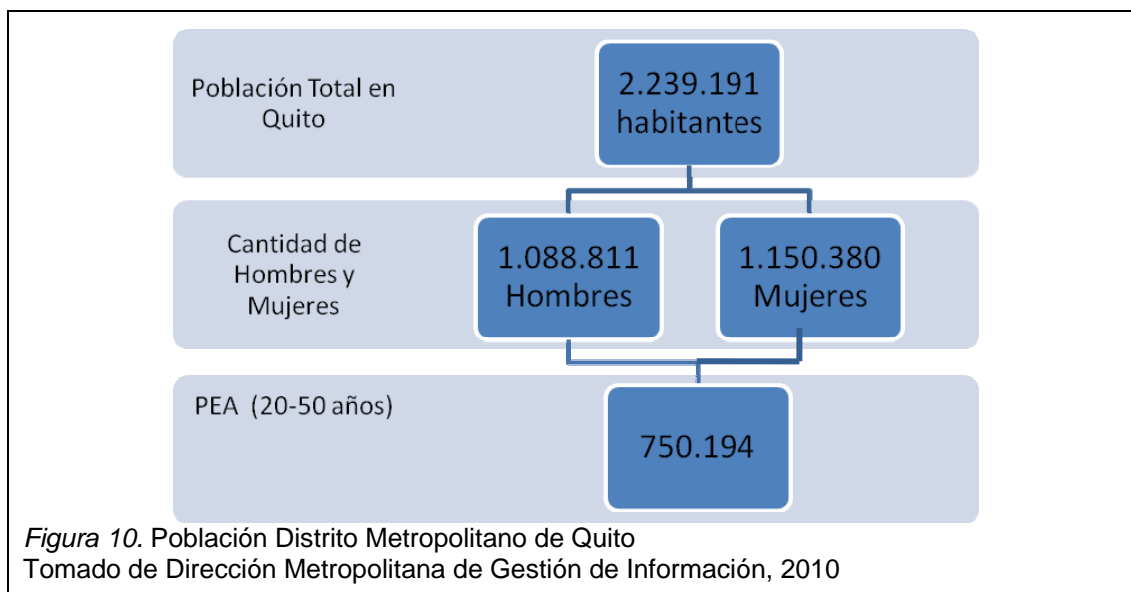 Población Total en
Quito
2.239.191
habitantes
Cantidad de
Hombres y
Mujeres
1.088.811
Hombres
1.150.380
Mujeres
PEA (20-50 años)
750.194
Figura 10. Población Distrito Metropolitano de Quito
Tomado de Dirección Metropolitana de Gestión de Información, 2010